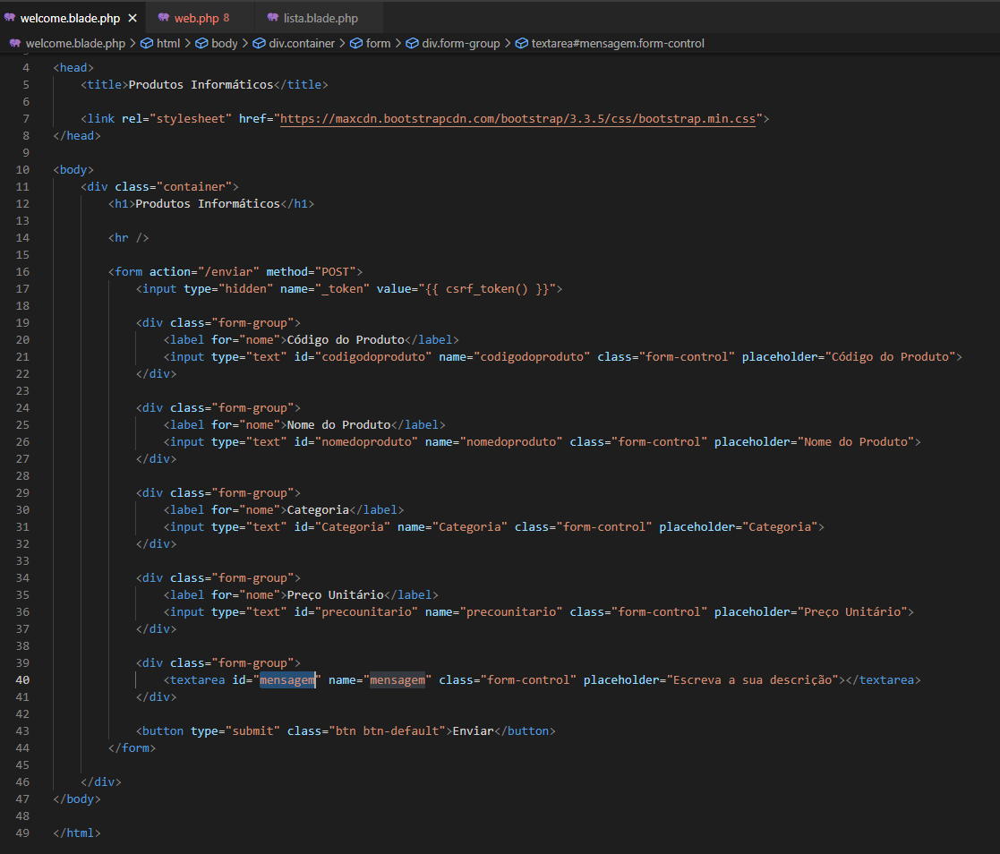 welcome.blade.php × web.php 8 lista.blade.php
welcome.blade.php > html > body > div.container > form > div.form-group > textarea#mensagem.form-control
4 <head>
5 <title>Produtos Informáticos</title>
6
7 <link rel="stylesheet" href="https://maxcdn.bootstrapcdn.com/bootstrap/3.3.5/css/bootstrap.min.css">
8 </head>
9
10 <body>
11 <div class="container">
12 <h1>Produtos Informáticos</h1>
13
14 <hr />
15
16 <form action="/enviar" method="POST">
17 <input type="hidden" name="_token" value="{{ csrf_token() }}">
18
19 <div class="form-group">
20 <label for="nome">Código do Produto</label>
21 <input type="text" id="codigodoproduto" name="codigodoproduto" class="form-control" placeholder="Código do Produto">
22 </div>
23
24 <div class="form-group">
25 <label for="nome">Nome do Produto</label>
26 <input type="text" id="nomedoproduto" name="nomedoproduto" class="form-control" placeholder="Nome do Produto">
27 </div>
28
29 <div class="form-group">
30 <label for="nome">Categoria</label>
31 <input type="text" id="Categoria" name="Categoria" class="form-control" placeholder="Categoria">
32 </div>
33
34 <div class="form-group">
35 <label for="nome">Preço Unitário</label>
36 <input type="text" id="precounitario" name="precounitario" class="form-control" placeholder="Preço Unitário">
37 </div>
38
39 <div class="form-group">
40 <textarea id="mensagem" name="mensagem" class="form-control" placeholder="Escreva a sua descrição"></textarea>
41 </div>
42
43 <button type="submit" class="btn btn-default">Enviar</button>
44 </form>
45
46 </div>
47 </body>
48
49 </html>